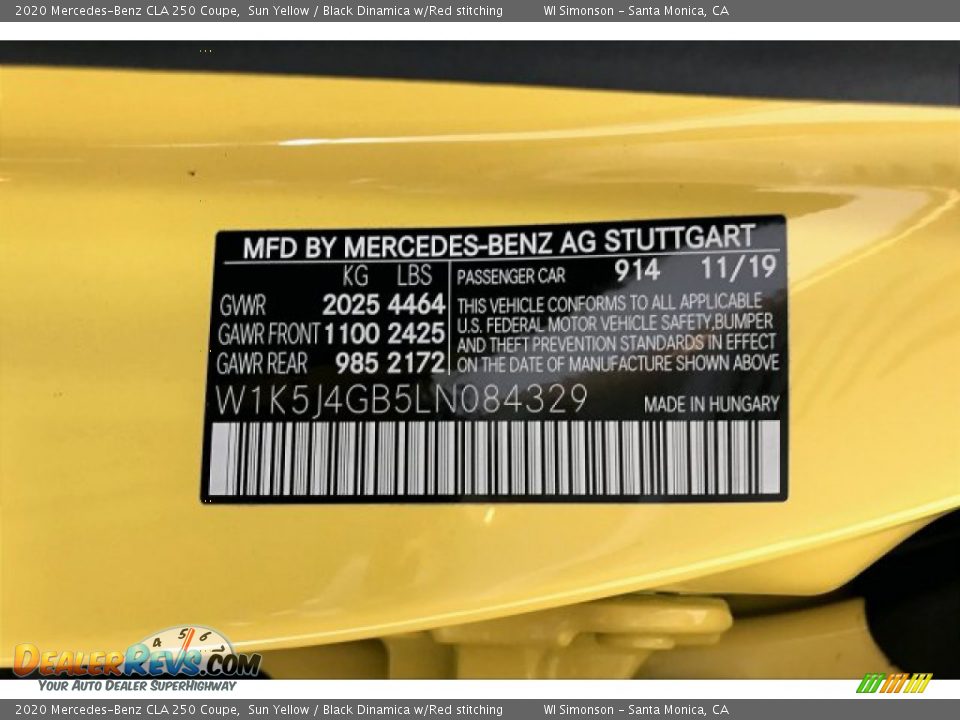 2020 Mercedes-Benz CLA 250 Coupe,  Sun Yellow / Black Dinamica w/Red stitching          WI Simonson - Santa Monica, CA
MFD BY MERCEDES-BENZ AG STUTTGART
KG LBS
GVWR 2025 4464
GAWR FRONT 1100 2425
GAWR REAR 985 2172
PASSENGER CAR 914 11/19
THIS VEHICLE CONFORMS TO ALL APPLICABLE
U.S. FEDERAL MOTOR VEHICLE SAFETY,BUMPER
AND THEFT PREVENTION STANDARDS IN EFFECT
ON THE DATE OF MANUFACTURE SHOWN ABOVE
W1K5J4GB5LN084329
MADE IN HUNGARY
4 5 6 7
DEALERREVS.COM
YOUR AUTO DEALER SUPERHIGHWAY
2020 Mercedes-Benz CLA 250 Coupe,  Sun Yellow / Black Dinamica w/Red stitching          WI Simonson - Santa Monica, CA